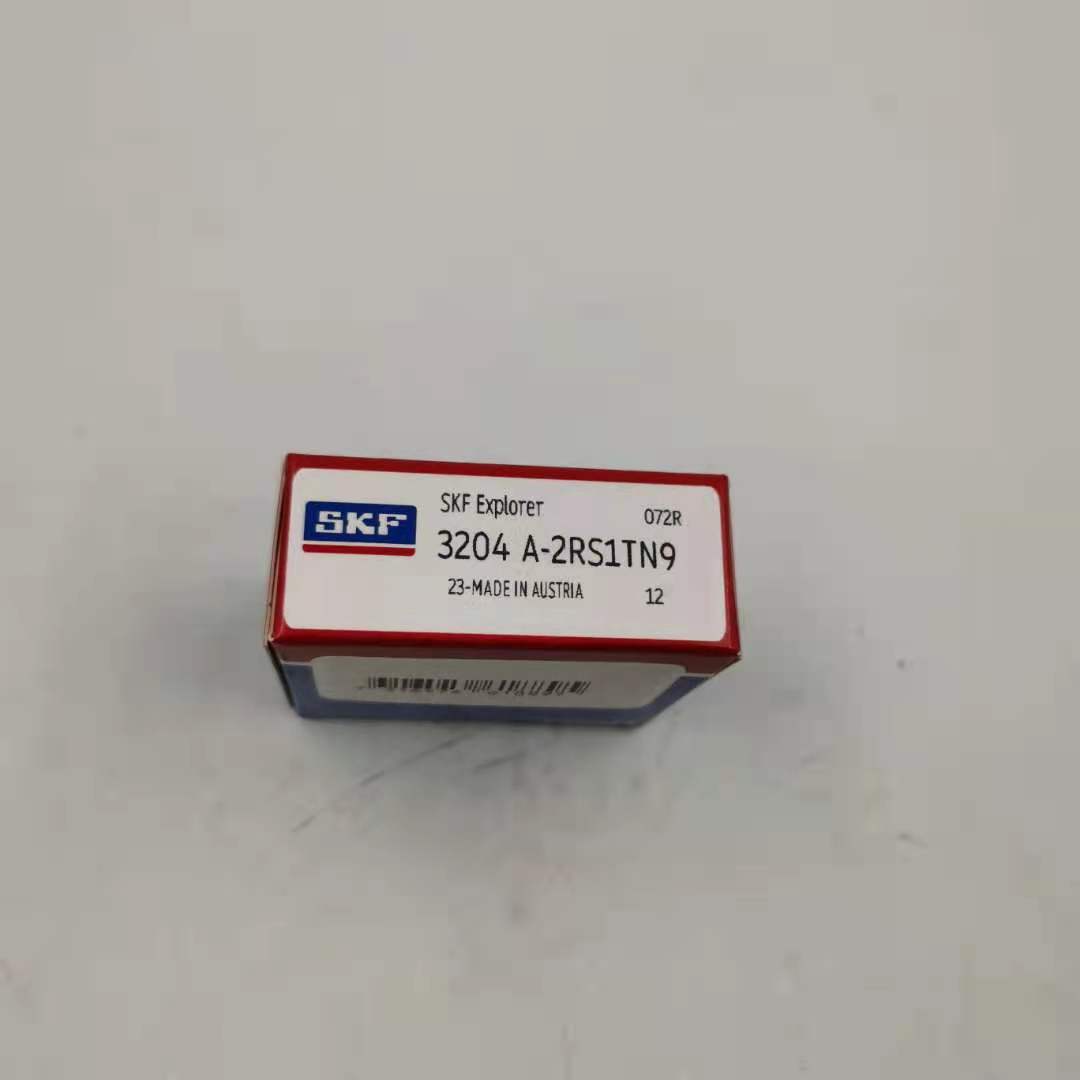 SKF
SKF Explorer
072R
3204 A-2RS1TN9
23-MADE IN AUSTRIA
12